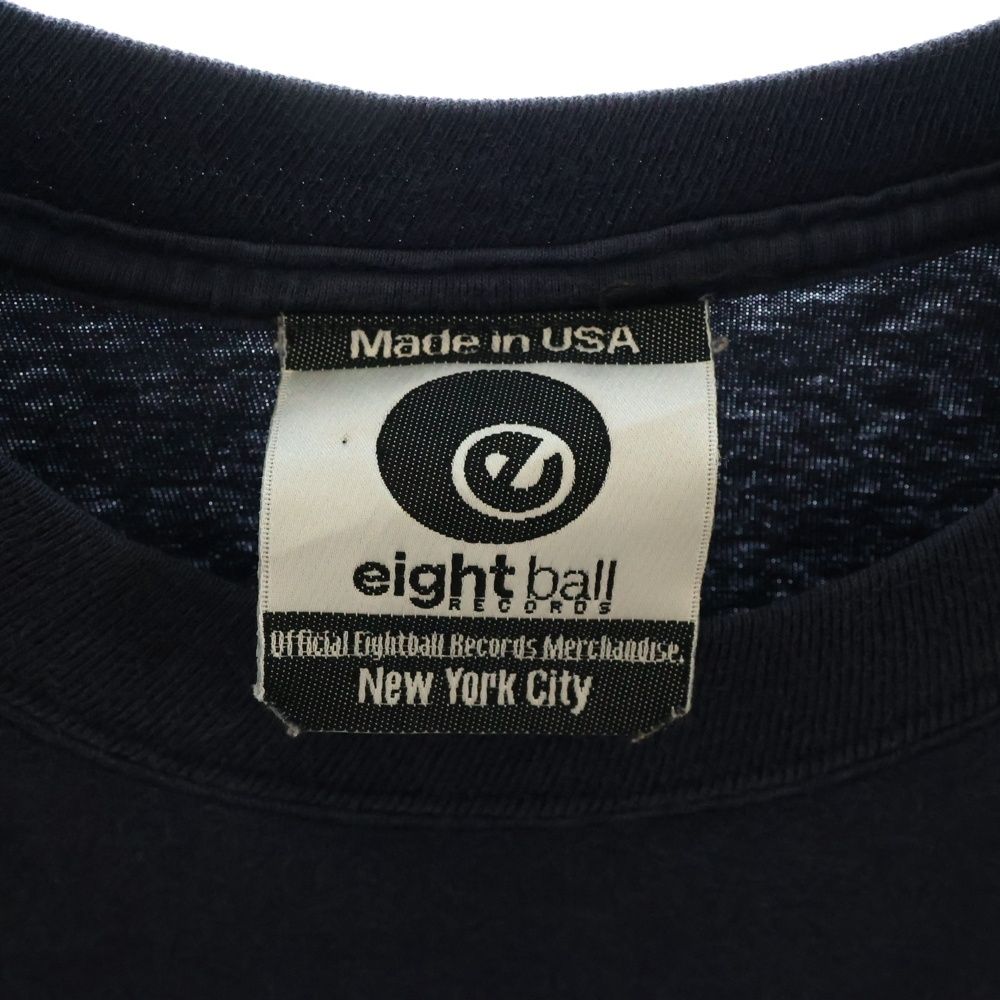 Made in USA
e
eight ball
RECORDS
Official Eightball Records Merchandise.
New York City